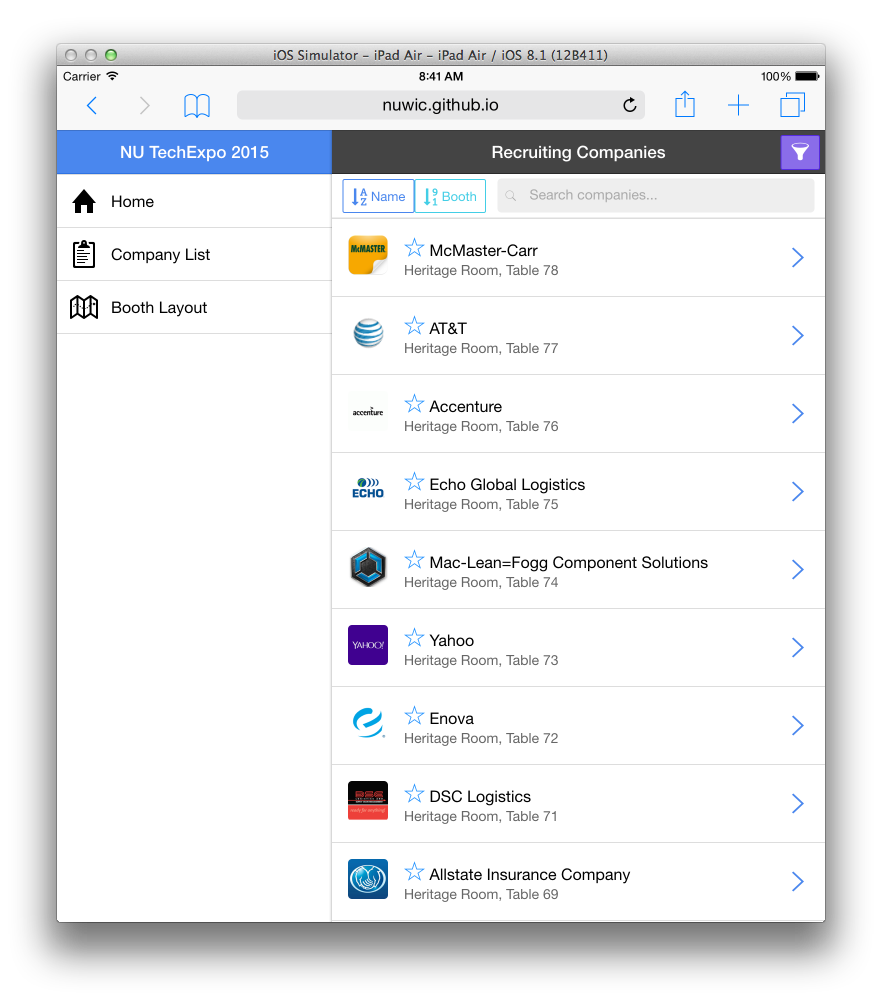 iOS Simulator – iPad Air – iPad Air / iOS 8.1 (12B411)
Carrier 8:41 AM 100%
nuwic.github.io
NU TechExpo 2015
Recruiting Companies
Home
Company List
Booth Layout
A Z Name 9 1 Booth Search companies...
McMASTER
McMaster-Carr
Heritage Room, Table 78
AT&T
Heritage Room, Table 77
accenture
Accenture
Heritage Room, Table 76
ECHO
Echo Global Logistics
Heritage Room, Table 75
Mac-Lean=Fogg Component Solutions
Heritage Room, Table 74
YAHOO!
Yahoo
Heritage Room, Table 73
Enova
Heritage Room, Table 72
DSC
DSC Logistics
Heritage Room, Table 71
Allstate Insurance Company
Heritage Room, Table 69